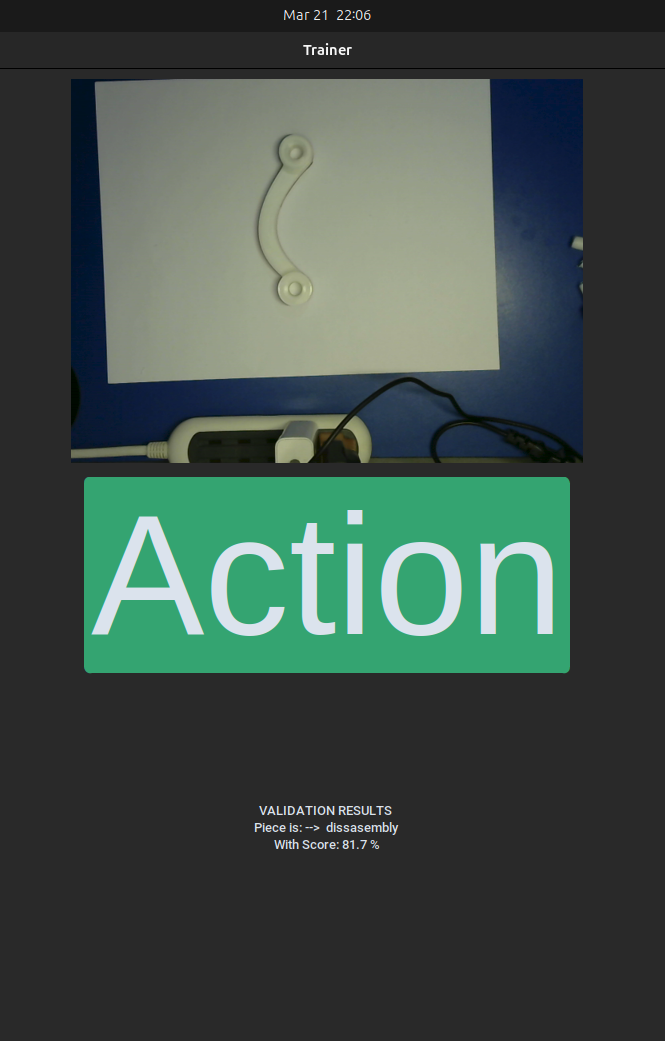 Mar 21 22:06
Trainer
Action
VALIDATION RESULTS
Piece is: --> dissasembly
With Score: 81.7 %